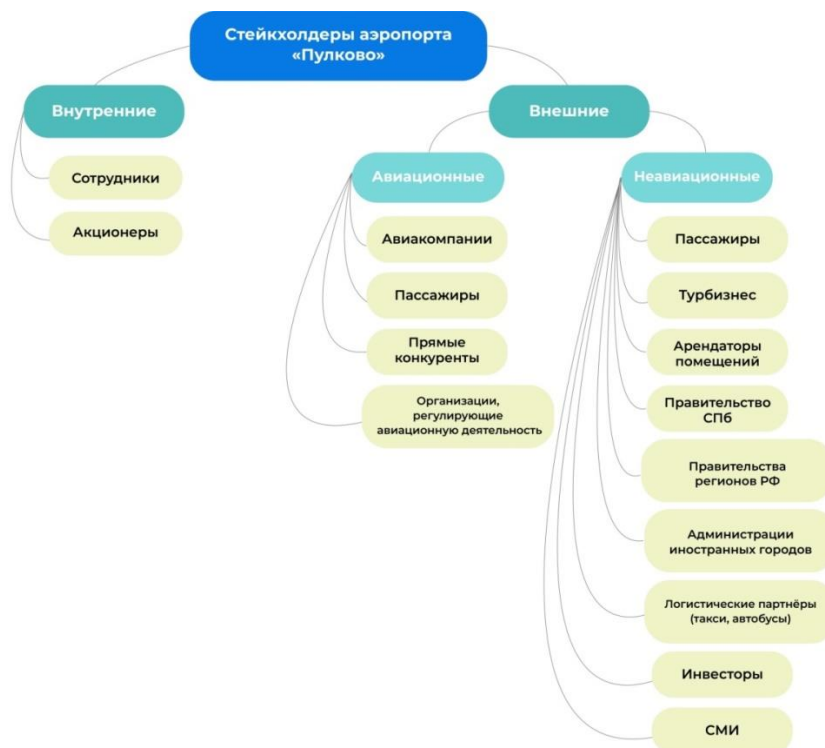 Стейкхолдеры аэропорта
«Пулково»
Внутренние
Сотрудники
Акционеры
Внешние
Авиационные
Авиакомпании
Пассажиры
Прямые
конкуренты
Организации,
регулирующие
авиационную деятельность
Неавиационные
Пассажиры
Турбизнес
Арендаторы
помещений
Правительство
СПб
Правительства
регионов РФ
Администрации
иностранных городов
Логистические партнёры
(такси, автобусы)
Инвесторы
СМИ